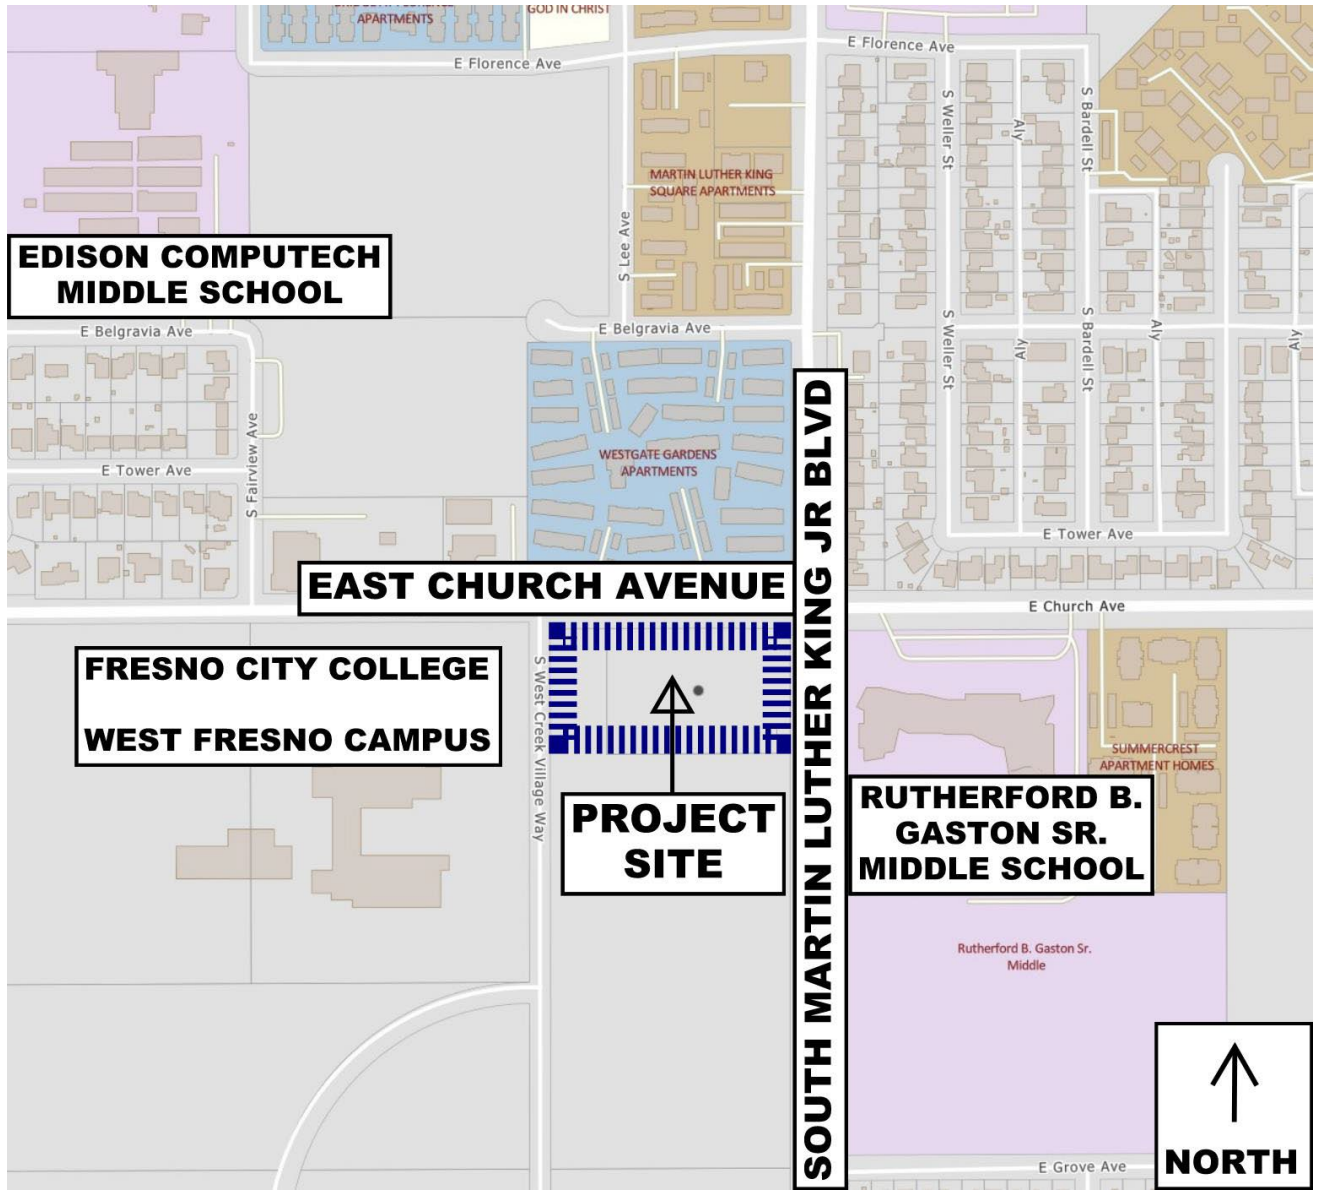 APARTMENTS
GOD IN CHRIST
E Florence Ave
E Florence Ave
S Weller St
Aly
S Bardell St
MARTIN LUTHER KING
SQUARE APARTMENTS
S Lee Ave
EDISON COMPUTECH
MIDDLE SCHOOL
E Belgravia Ave
E Belgravia Ave
S Weller St
Aly
S Bardell St
Aly
Aly
S Fairview Ave
E Tower Ave
WESTGATE GARDENS
APARTMENTS
E Tower Ave
EAST CHURCH AVENUE
E Church Ave
SOUTH MARTIN LUTHER KING JR BLVD
FRESNO CITY COLLEGE
WEST FRESNO CAMPUS
S West Creek Village Way
PROJECT
SITE
SUMMERCREST
APARTMENT HOMES
RUTHERFORD B.
GASTON SR.
MIDDLE SCHOOL
Rutherford B. Gaston Sr.
Middle
E Grove Ave
NORTH